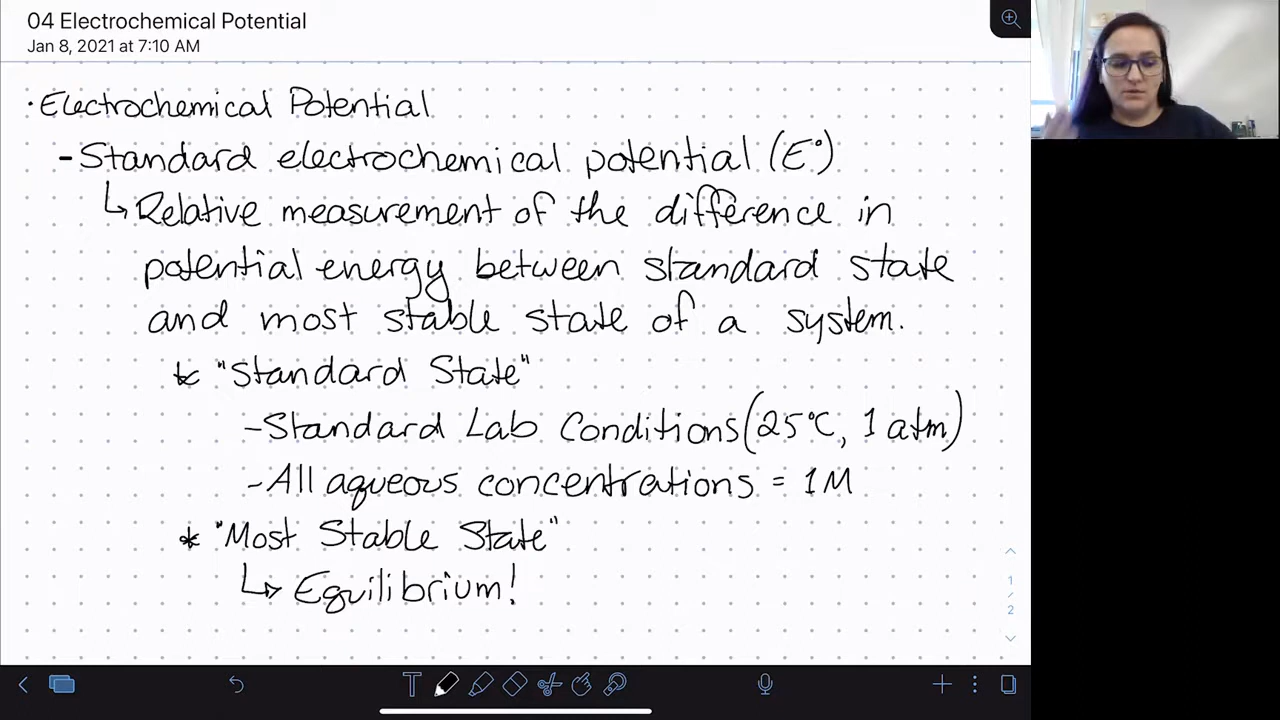 04 Electrochemical Potential
Jan 8, 2021 at 7:10 AM
· Electrochemical Potential
- Standard electrochemical potential (E°)
↳ Relative measurement of the difference in
potential energy between standard state
and most stable state of a system.
* "Standard State"
- Standard Lab Conditions (25°C, 1 atm)
- All aqueous concentrations = 1M
* "Most Stable State"
↳ Equilibrium!
1
/
2
T